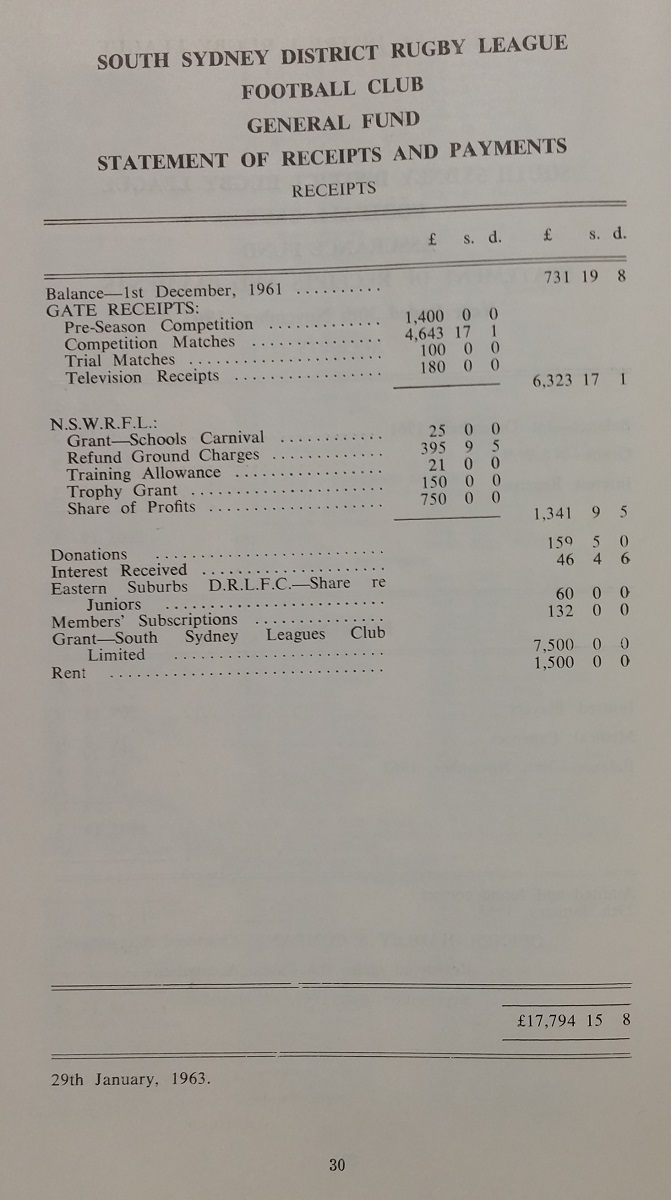 SOUTH SYDNEY DISTRICT RUGBY LEAGUE
FOOTBALL CLUB
GENERAL FUND
STATEMENT OF RECEIPTS AND PAYMENTS
RECEIPTS
£ s. d. £ s. d.
Balance—1st December, 1961 .......... 731 19 8
GATE RECEIPTS:
Pre-Season Competition ............. 1,400 0 0
Competition Matches ............... 4,643 17 1
Trial Matches ...................... 100 0 0
Television Receipts ................. 180 0 0
6,323 17 1
N.S.W.R.F.L.:
Grant—Schools Carnival ............ 25 0 0
Refund Ground Charges ............. 395 9 5
Training Allowance ................. 21 0 0
Trophy Grant ...................... 150 0 0
Share of Profits .................... 750 0 0
1,341 9 5
Donations .......................... 159 5 0
Interest Received ..................... 46 4 6
Eastern Suburbs D.R.L.F.C.—Share re
Juniors ......................... 60 0 0
Members' Subscriptions ............... 132 0 0
Grant—South Sydney Leagues Club
Limited ........................ 7,500 0 0
Rent ............................... 1,500 0 0
£17,794 15 8
29th January, 1963.
30